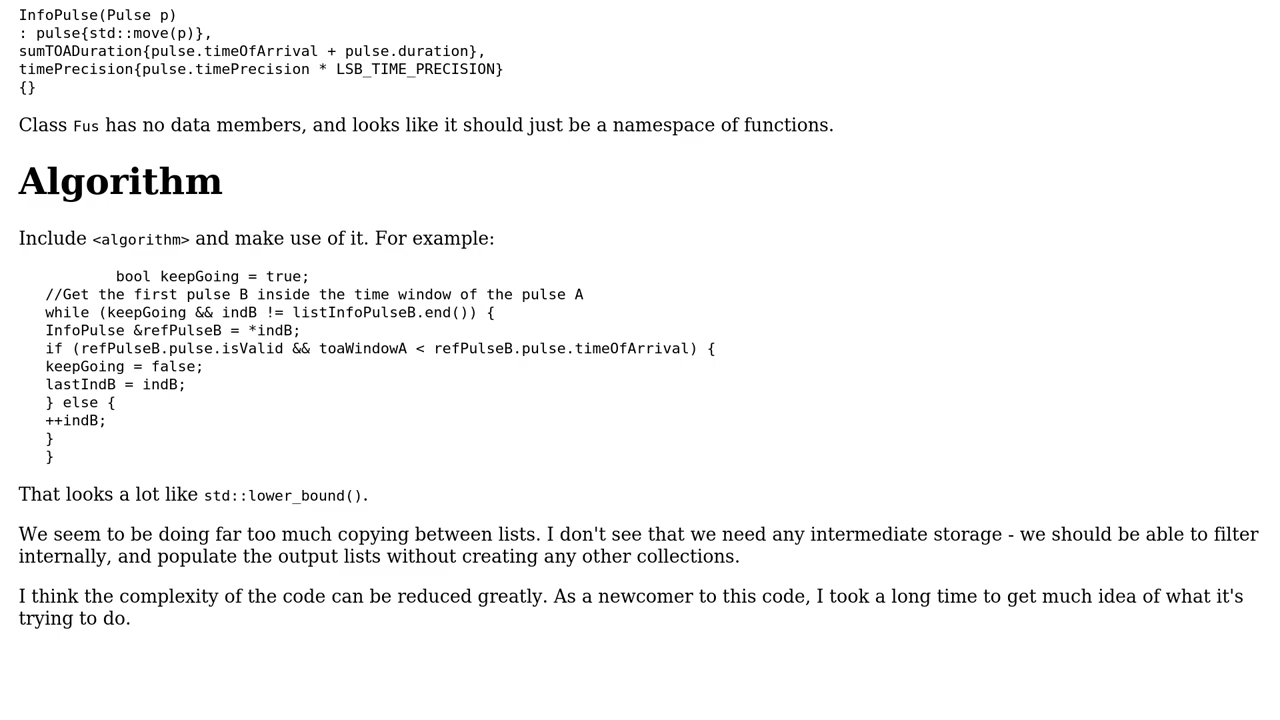 InfoPulse(Pulse p)
: pulse{std::move(p)},
sumTOADuration{pulse.timeOfArrival + pulse.duration},
timePrecision{pulse.timePrecision * LSB_TIME_PRECISION}
{}
Class Fus has no data members, and looks like it should just be a namespace of functions.
Algorithm
Include <algorithm> and make use of it. For example:
bool keepGoing = true;
//Get the first pulse B inside the time window of the pulse A
while (keepGoing && indB != listInfoPulseB.end()) {
InfoPulse &refPulseB = *indB;
if (refPulseB.pulse.isValid && toaWindowA < refPulseB.pulse.timeOfArrival) {
keepGoing = false;
lastIndB = indB;
} else {
++indB;
}
}
That looks a lot like std::lower_bound().
We seem to be doing far too much copying between lists. I don't see that we need any intermediate storage - we should be able to filter
internally, and populate the output lists without creating any other collections.
I think the complexity of the code can be reduced greatly. As a newcomer to this code, I took a long time to get much idea of what it's
trying to do.